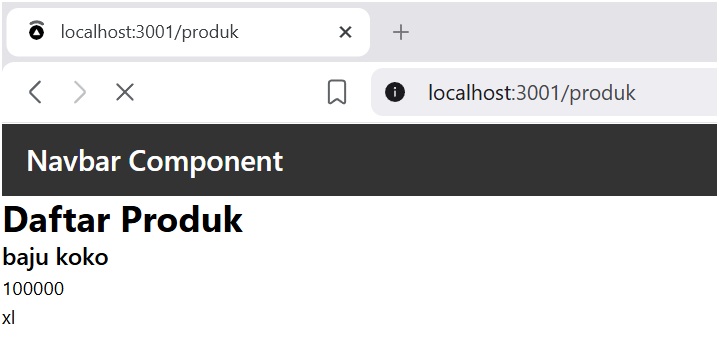 localhost:3001/produk
localhost:3001/produk
Navbar Component
Daftar Produk
baju koko
100000
xl